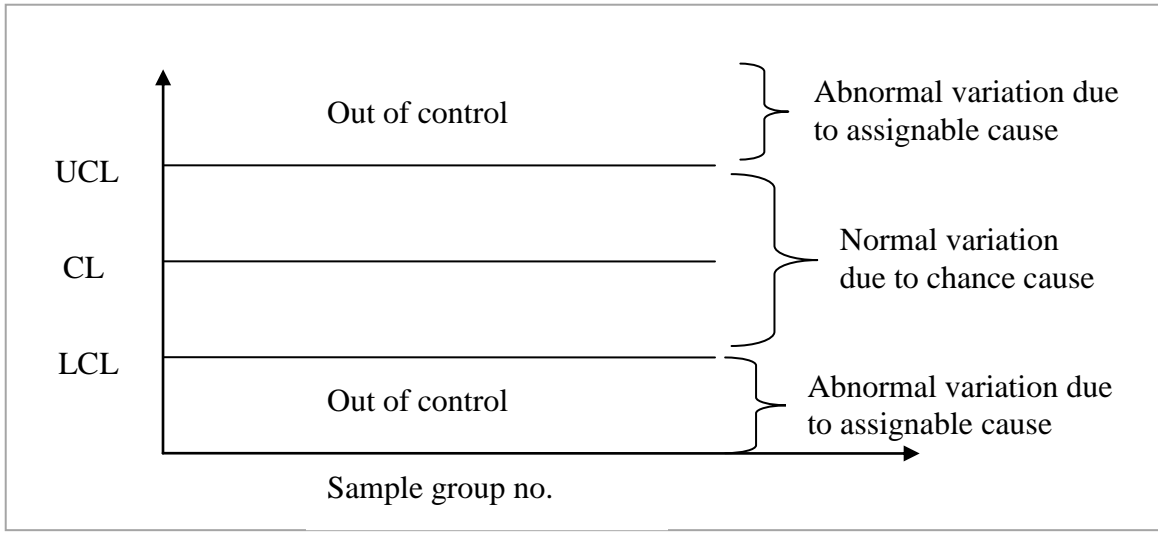 Out of control
Abnormal variation due
to assignable cause
UCL
Normal variation
due to chance cause
CL
LCL
Out of control
Abnormal variation due
to assignable cause
Sample group no.